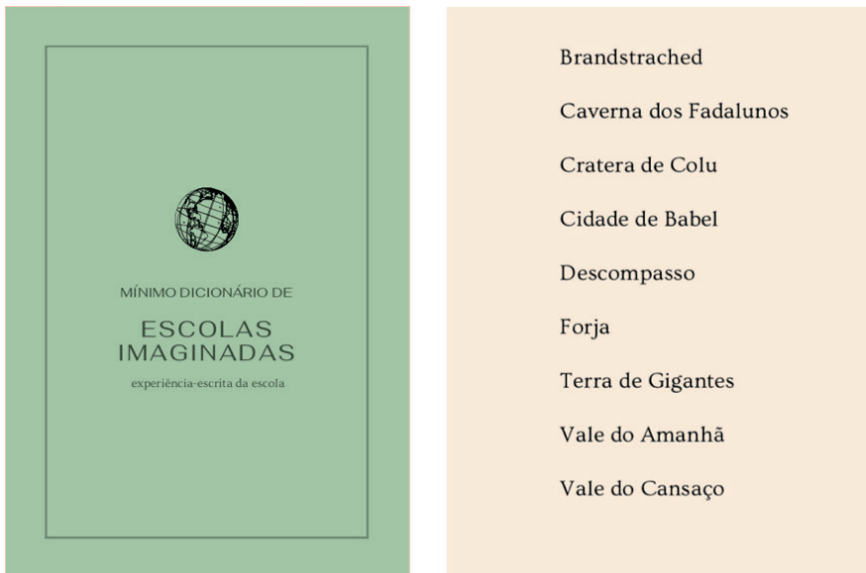 MÍNIMO DICIONÁRIO DE
ESCOLAS
IMAGINADAS
experiência-escrita da escola
Brandstrached
Caverna dos Fadalunos
Cratera de Colu
Cidade de Babel
Descompasso
Forja
Terra de Gigantes
Vale do Amanhã
Vale do Cansaço